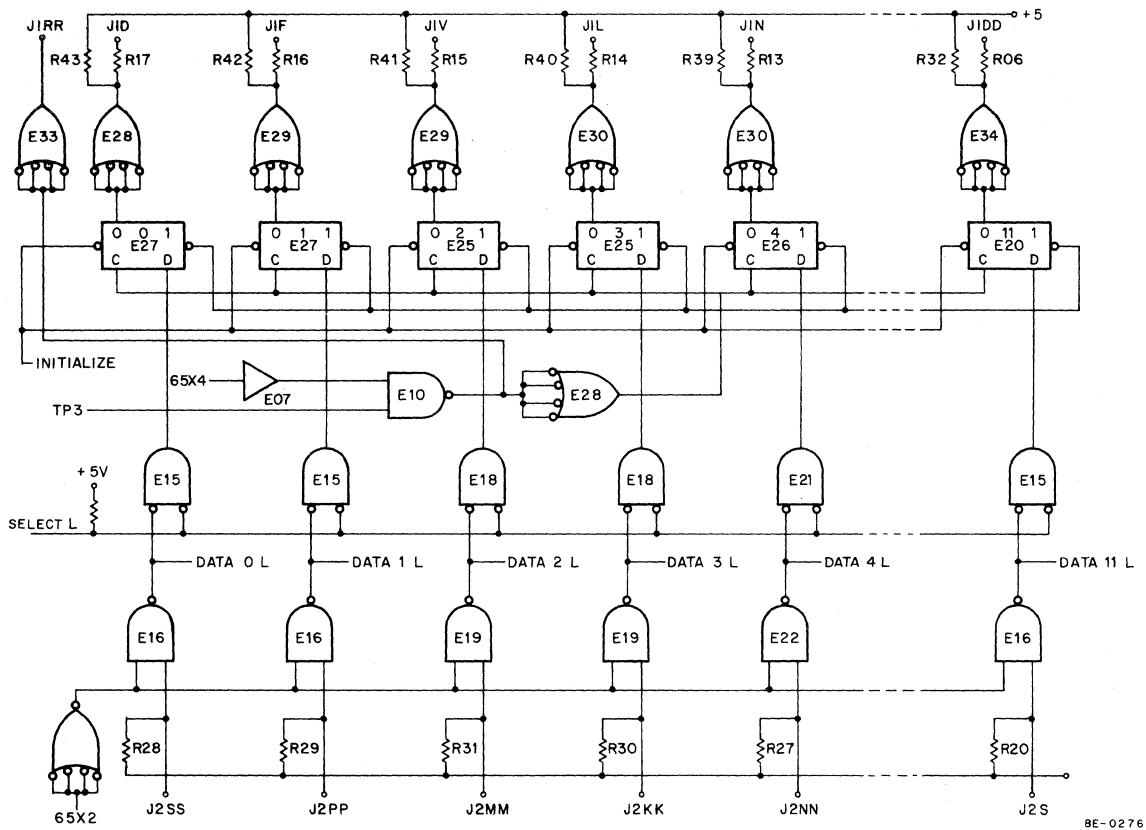 +5
J1RR J1D J1F J1V J1L J1N J1DD
R43 R17 R42 R16 R41 R15 R40 R14 R39 R13 R32 R06
E33 E28 E29 E29 E30 E30 E34
0 0 1 0 1 1 0 2 1 0 3 1 0 4 1 0 11 1
E27 E27 E25 E25 E26 E20
C D C D C D C D C D C D
INITIALIZE
65X4
E07
E10
E28
TP3
+5V
E15 E15 E18 E18 E21 E15
SELECT L
DATA 0 L DATA 1 L DATA 2 L DATA 3 L DATA 4 L DATA 11 L
E16 E16 E19 E19 E22 E16
R28 R29 R31 R30 R27 R20
65X2
J2SS J2PP J2MM J2KK J2NN J2S
8E-0276